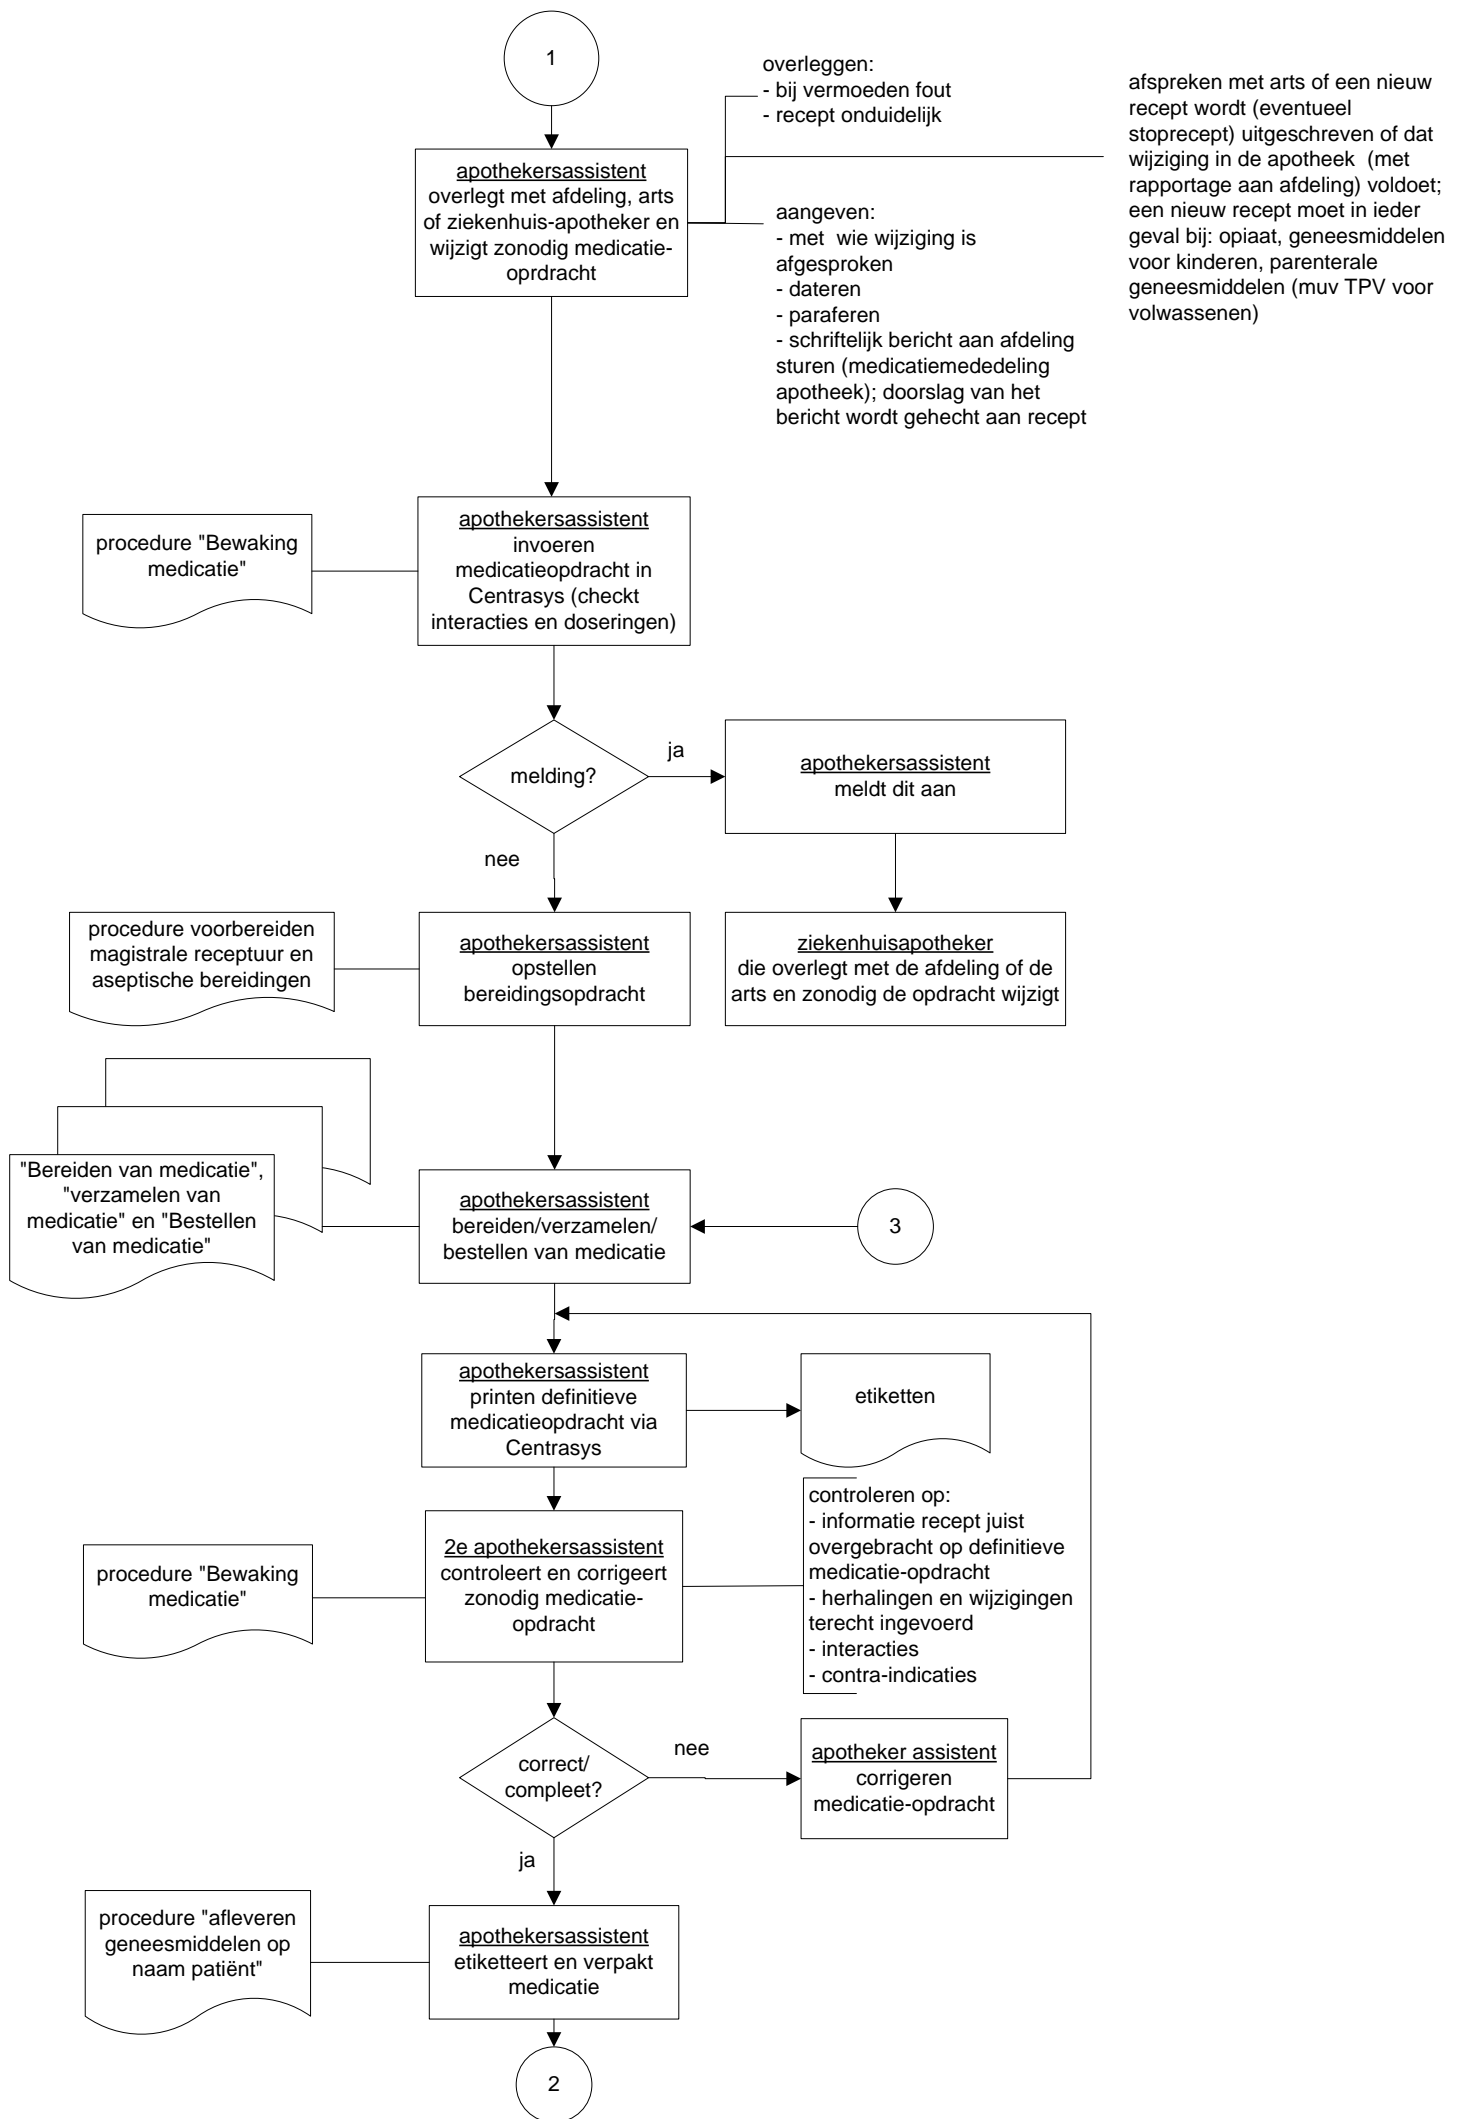 1
overleggen:
- bij vermoeden fout
- recept onduidelijk
afspreken met arts of een nieuw
recept wordt (eventueel
stoprecept) uitgeschreven of dat
wijziging in de apotheek (met
rapportage aan afdeling) voldoet;
een nieuw recept moet in ieder
geval bij: opiaat, geneesmiddelen
voor kinderen, parenterale
geneesmiddelen (muv TPV voor
volwassenen)
apothekersassistent
overlegt met afdeling, arts
of ziekenhuis-apotheker en
wijzigt zonodig medicatie-
oprdracht
aangeven:
- met wie wijziging is
afgesproken
- dateren
- paraferen
- schriftelijk bericht aan afdeling
sturen (medicatiemededeling
apotheek); doorslag van het
bericht wordt gehecht aan recept
procedure "Bewaking
medicatie"
apothekersassistent
invoeren
medicatieopdracht in
Centrasys (checkt
interacties en doseringen)
melding?
ja
apothekersassistent
meldt dit aan
nee
procedure voorbereiden
magistrale receptuur en
aseptische bereidingen
apothekersassistent
opstellen
bereidingsopdracht
ziekenhuisapotheker
die overlegt met de afdeling of de
arts en zonodig de opdracht wijzigt
"Bereiden van medicatie",
"verzamelen van
medicatie" en "Bestellen
van medicatie"
apothekersassistent
bereiden/verzamelen/
bestellen van medicatie
3
apothekersassistent
printen definitieve
medicatieopdracht via
Centrasys
etiketten
procedure "Bewaking
medicatie"
2e apothekersassistent
controleert en corrigeert
zonodig medicatie-
opdracht
controleren op:
- informatie recept juist
overgebracht op definitieve
medicatie-opdracht
- herhalingen en wijzigingen
terecht ingevoerd
- interacties
- contra-indicaties
correct/
compleet?
nee
apotheker assistent
corrigeren
medicatie-opdracht
ja
procedure "afleveren
geneesmiddelen op
naam patiënt"
apothekersassistent
etiketteert en verpakt
medicatie
2